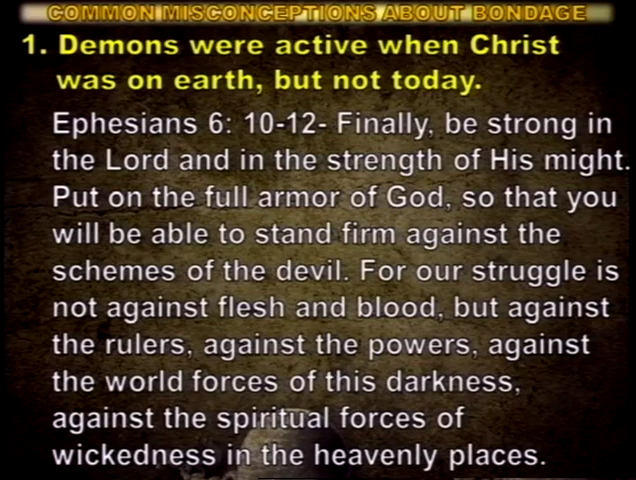 COMMON MISCONCEPTIONS ABOUT BONDAGE
1. Demons were active when Christ
was on earth, but not today.
Ephesians 6: 10-12- Finally, be strong in
the Lord and in the strength of His might.
Put on the full armor of God, so that you
will be able to stand firm against the
schemes of the devil. For our struggle is
not against flesh and blood, but against
the rulers, against the powers, against
the world forces of this darkness,
against the spiritual forces of
wickedness in the heavenly places.